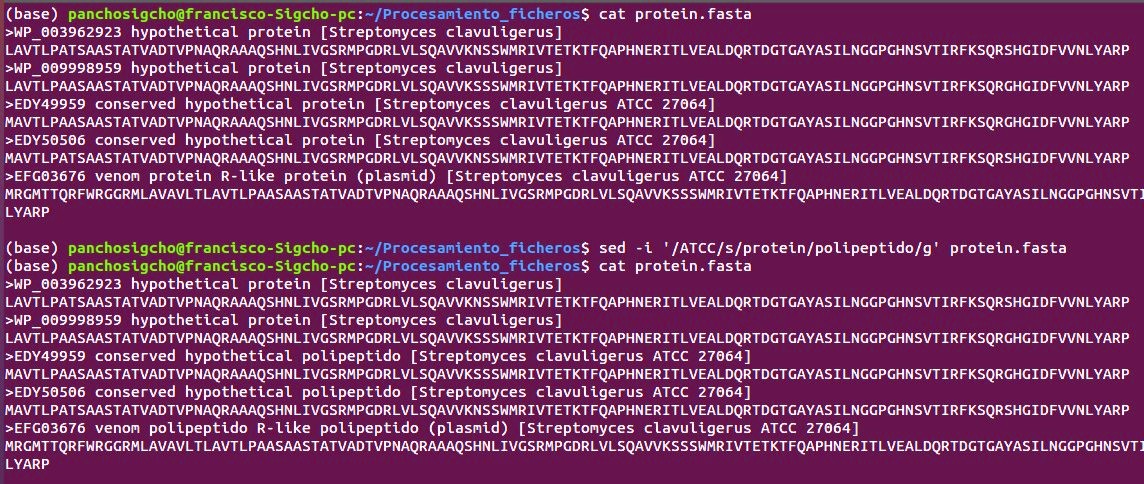 (base) panchosigcho@francisco-Sigcho-pc:~/Procesamiento_ficheros$ cat protein.fasta
>WP_003962923 hypothetical protein [Streptomyces clavuligerus]
LAVTLPATSAASTATVADTVPNAQRAAAQSHNLIVGSRMPGDRLVLSQAVVKNSSWMRIVTETKTFQAPHNERITLVEALDQRTDGTGAYASILNGGPGHNSVTIRFKSQRSHGIDFVVNLYARP
>WP_009998959 hypothetical protein [Streptomyces clavuligerus]
LAVTLPAASAASTATVADTVPNAQRAAAQSHNLIVGSRMPGDRLVLSQAVVKSSSWMRIVTETKTFQAPHNERITLVEALDQRTDGTGAYASILNGGPGHNSVTIRFKSQRSHGIDFVVNLYARP
>EDY49959 conserved hypothetical protein [Streptomyces clavuligerus ATCC 27064]
MAVTLPAASAASTATVADTVPNAQRAAAQSHNLIVGSRMPGDRLVLSQAVVKSSSWMRIVTETKTFQAPHNERITLVEALDQRTDGTGAYASILNGGPGHNSVTIRFKSQRGHGIDFVVNLYARP
>EDY50506 conserved hypothetical protein [Streptomyces clavuligerus ATCC 27064]
MAVTLPATSAASTATVADTVPNAQRAAAQSHNLIVGSRMPGDRLVLSQAVVKNSSWMRIVTETKTFQAPHNERITLVEALDQRTDGTGAYASILNGGPGHNSVTIRFKSQRSHGIDFVVNLYARP
>EFG03676 venom protein R-like protein (plasmid) [Streptomyces clavuligerus ATCC 27064]
MRGMTTQRFWRGGRMLAVAVLTLAVTLPAASAASTATVADTVPNAQRAAAQSHNLIVGSRMPGDRLVLSQAVVKSSSWMRIVTETKTFQAPHNERITLVEALDQRTDGTGAYASILNGGPGHNSVTI
LYARP
(base) panchosigcho@francisco-Sigcho-pc:~/Procesamiento_ficheros$ sed -i '/ATCC/s/protein/polipeptido/g' protein.fasta
(base) panchosigcho@francisco-Sigcho-pc:~/Procesamiento_ficheros$ cat protein.fasta
>WP_003962923 hypothetical protein [Streptomyces clavuligerus]
LAVTLPATSAASTATVADTVPNAQRAAAQSHNLIVGSRMPGDRLVLSQAVVKNSSWMRIVTETKTFQAPHNERITLVEALDQRTDGTGAYASILNGGPGHNSVTIRFKSQRSHGIDFVVNLYARP
>WP_009998959 hypothetical protein [Streptomyces clavuligerus]
LAVTLPAASAASTATVADTVPNAQRAAAQSHNLIVGSRMPGDRLVLSQAVVKSSSWMRIVTETKTFQAPHNERITLVEALDQRTDGTGAYASILNGGPGHNSVTIRFKSQRSHGIDFVVNLYARP
>EDY49959 conserved hypothetical polipeptido [Streptomyces clavuligerus ATCC 27064]
MAVTLPAASAASTATVADTVPNAQRAAAQSHNLIVGSRMPGDRLVLSQAVVKSSSWMRIVTETKTFQAPHNERITLVEALDQRTDGTGAYASILNGGPGHNSVTIRFKSQRGHGIDFVVNLYARP
>EDY50506 conserved hypothetical polipeptido [Streptomyces clavuligerus ATCC 27064]
MAVTLPATSAASTATVADTVPNAQRAAAQSHNLIVGSRMPGDRLVLSQAVVKNSSWMRIVTETKTFQAPHNERITLVEALDQRTDGTGAYASILNGGPGHNSVTIRFKSQRSHGIDFVVNLYARP
>EFG03676 venom polipeptido R-like polipeptido (plasmid) [Streptomyces clavuligerus ATCC 27064]
MRGMTTQRFWRGGRMLAVAVLTLAVTLPAASAASTATVADTVPNAQRAAAQSHNLIVGSRMPGDRLVLSQAVVKSSSWMRIVTETKTFQAPHNERITLVEALDQRTDGTGAYASILNGGPGHNSVTI
LYARP